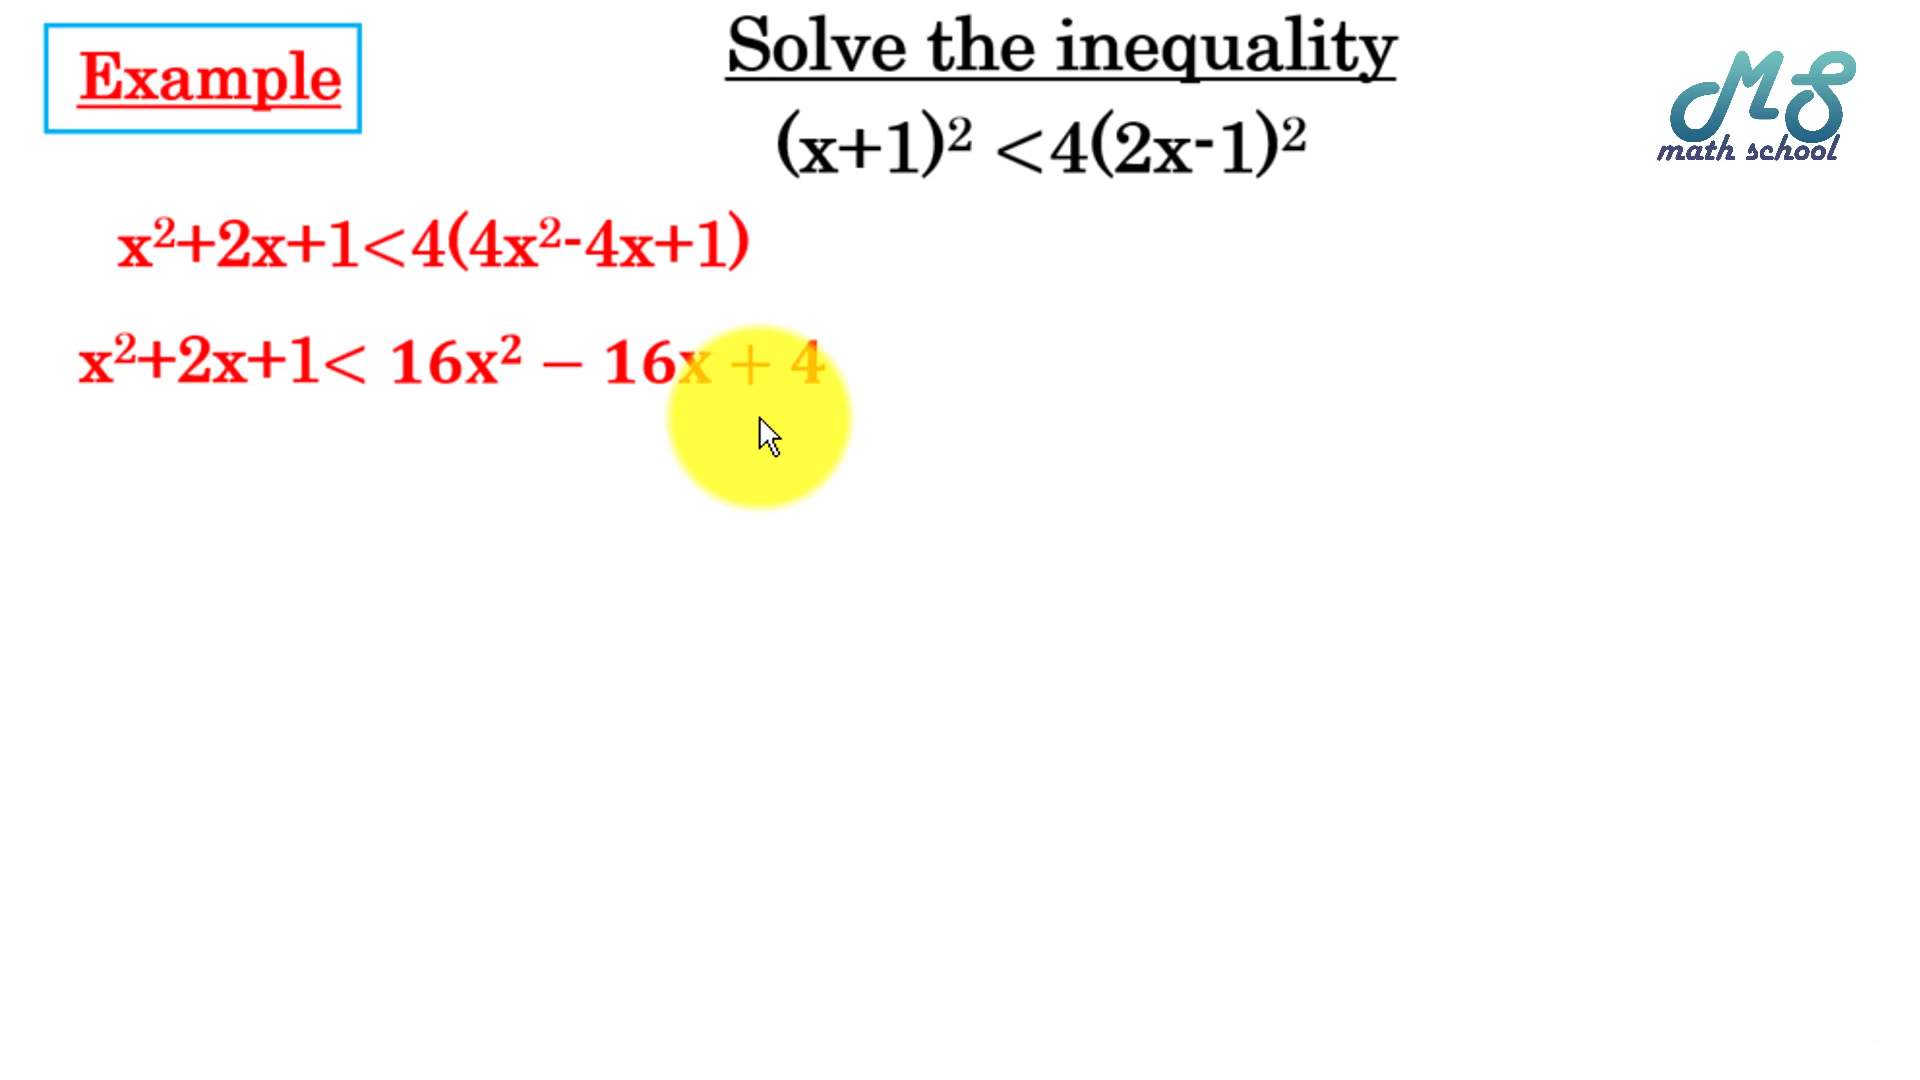 Example
Solve the inequality
(x+1)² <4(2x-1)²
MS
math school
x²+2x+1<4(4x²-4x+1)
x²+2x+1< 16x² − 16x + 4